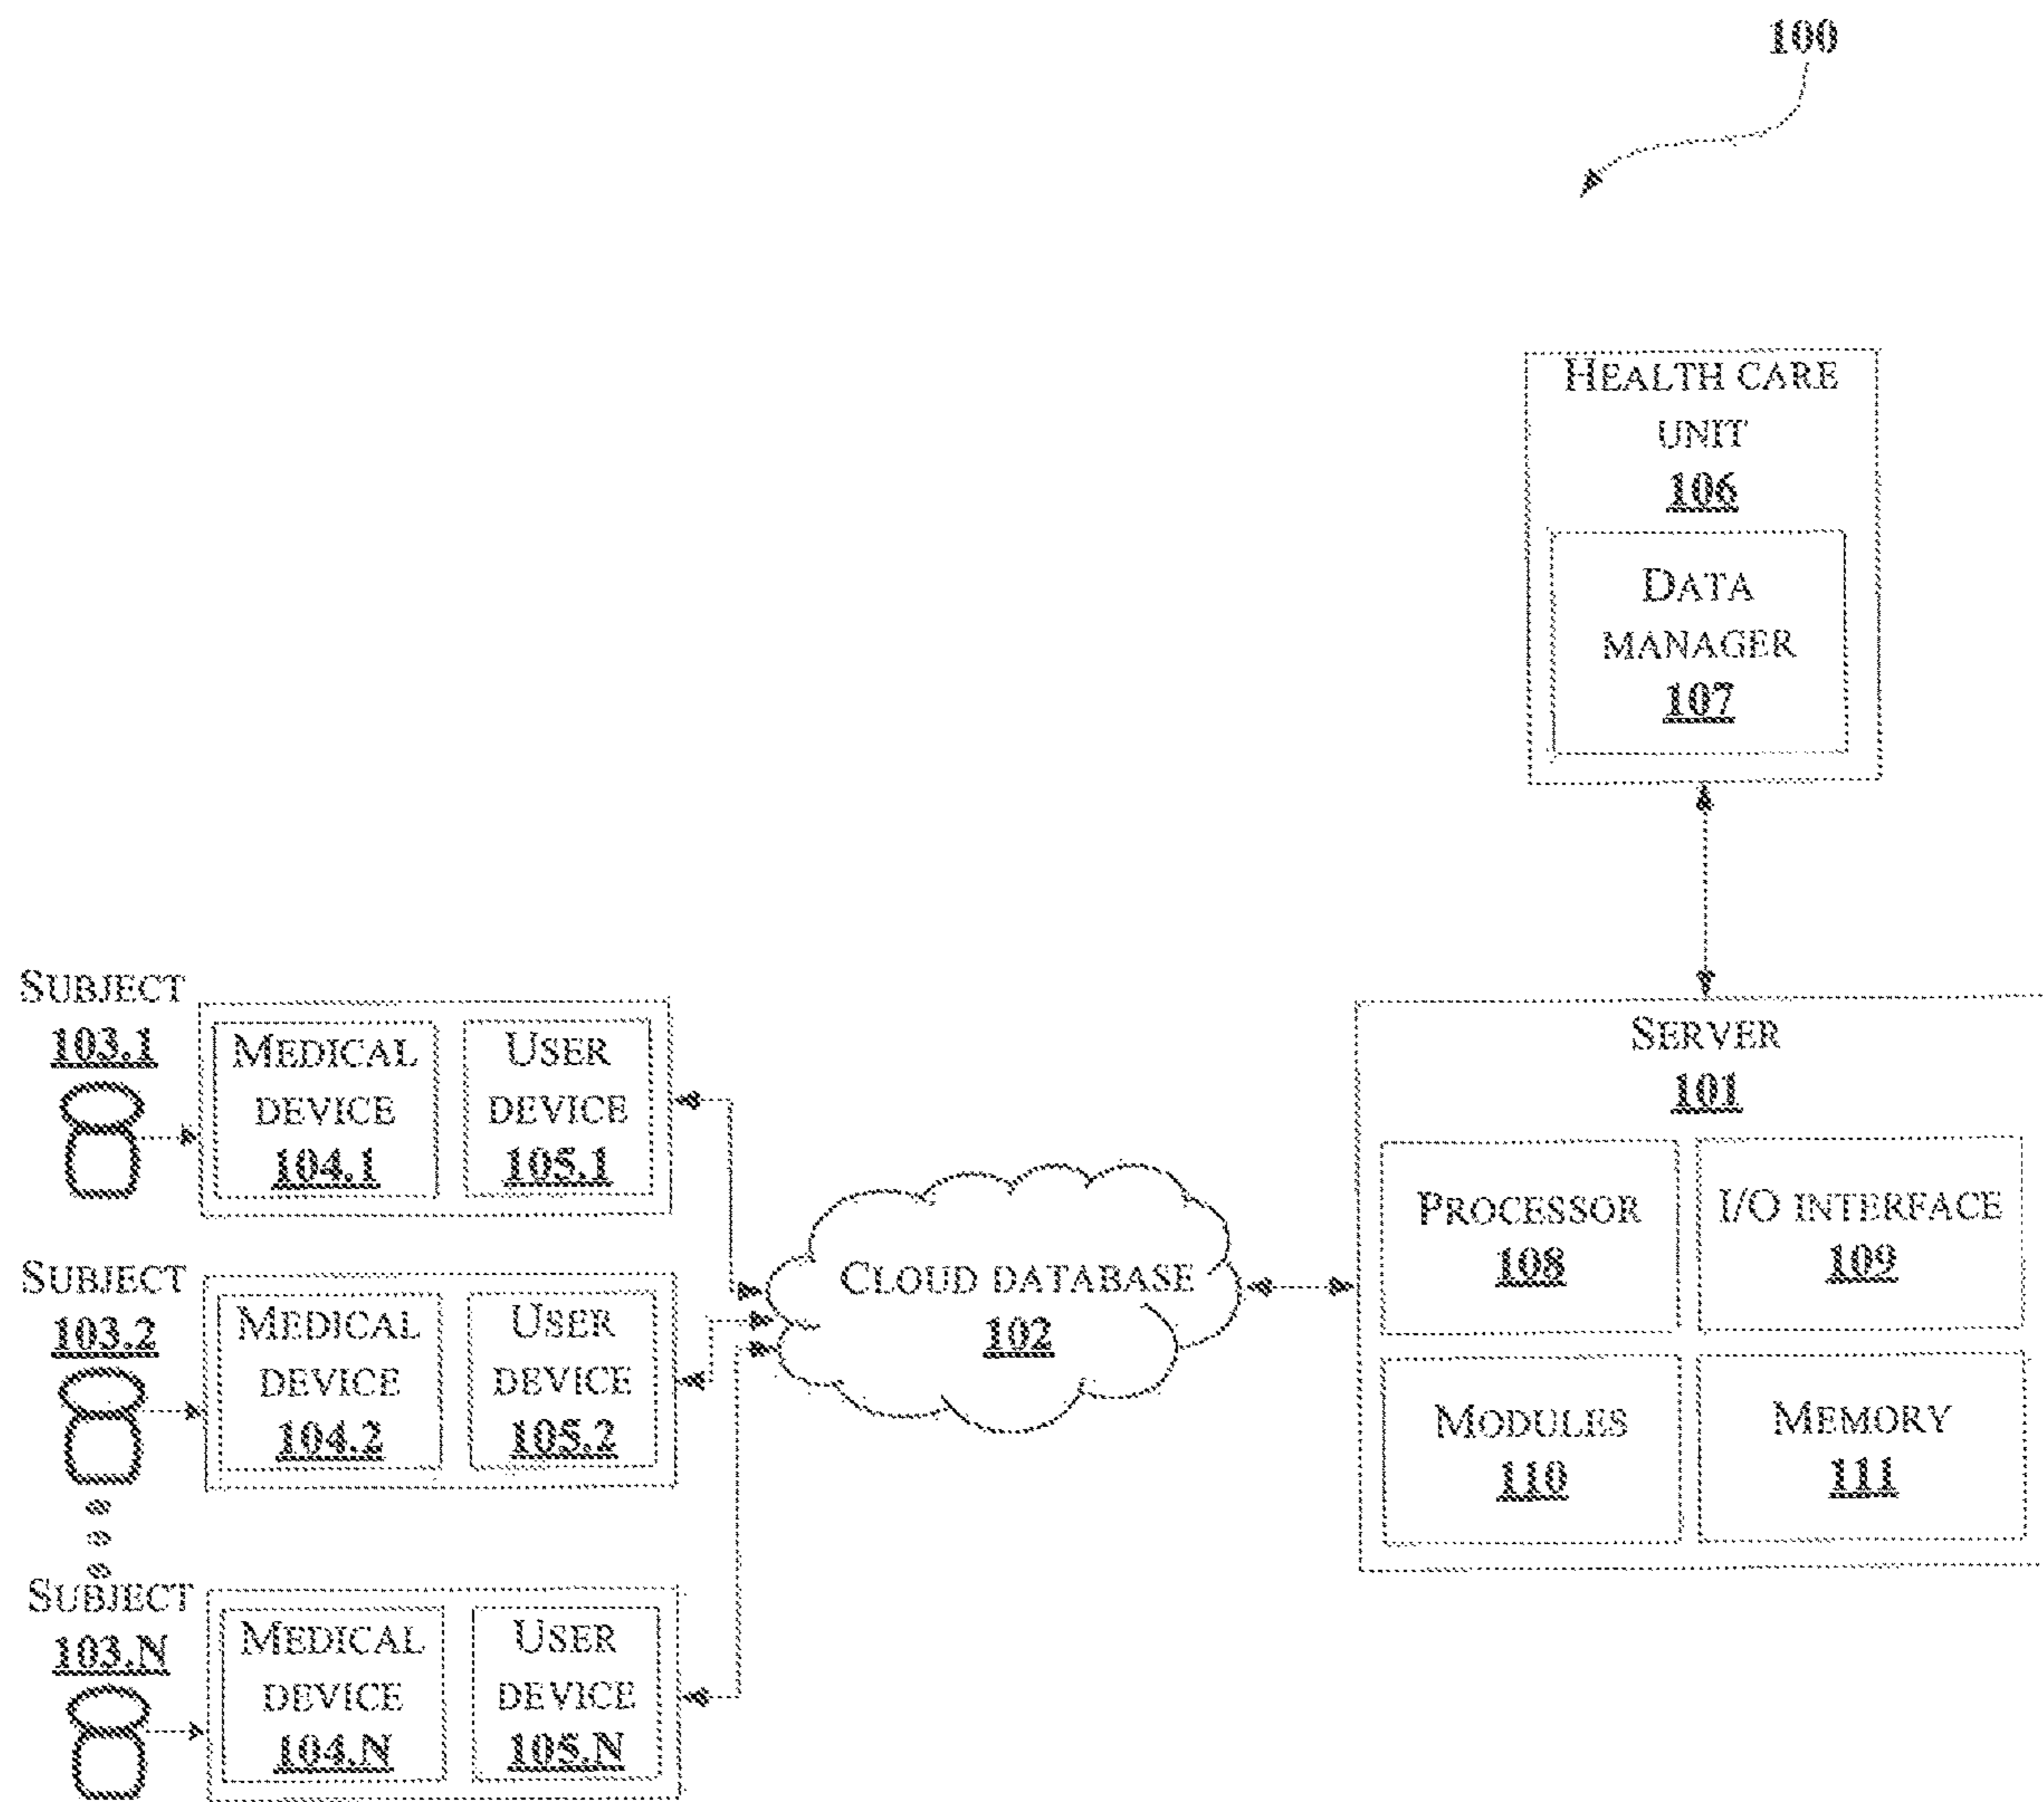 100
HEALTH CARE
UNIT
106
DATA
MANAGER
107
SUBJECT
103.1
MEDICAL
DEVICE
104.1
USER
DEVICE
105.1
SUBJECT
103.2
MEDICAL
DEVICE
104.2
USER
DEVICE
105.2
SUBJECT
103.N
MEDICAL
DEVICE
104.N
USER
DEVICE
105.N
CLOUD DATABASE
102
SERVER
101
PROCESSOR
108
I/O INTERFACE
109
MODULES
110
MEMORY
111